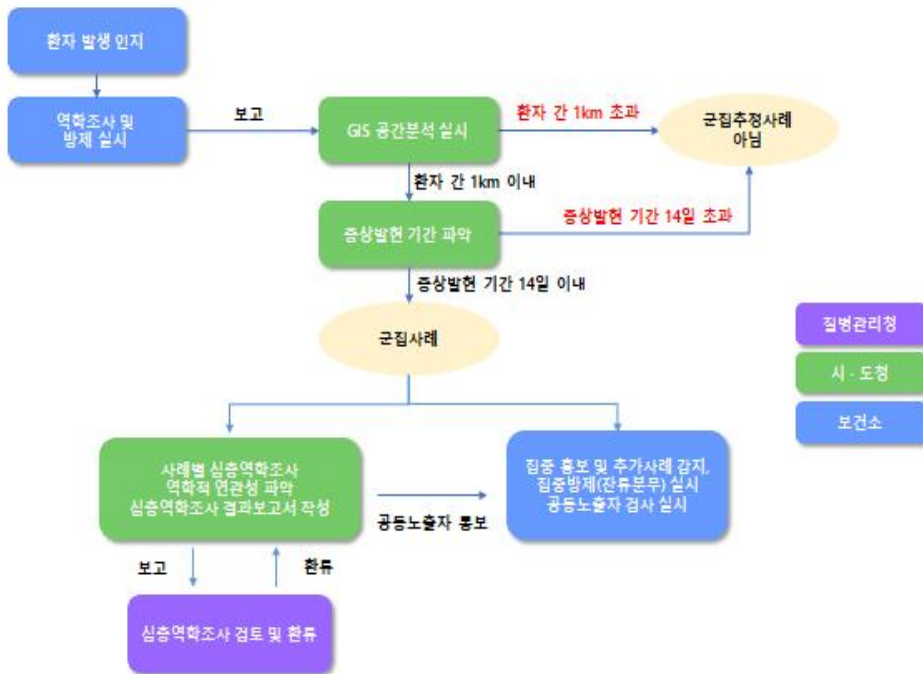 환자 발생 인지
역학조사 및
방제 실시
보고
GIS 공간분석 실시
환자 간 1km 초과
군집추정사례
아님
환자 간 1km 이내
증상발현 기간 파악
증상발현 기간 14일 초과
증상발현 기간 14일 이내
군집사례
질병관리청
시 - 도청
보건소
사례별 심층역학조사
역학적 연관성 파악
심층역학조사 결과보고서 작성
공동노출자 통보
집중 홍보 및 추가사례 감지,
집중방제(잔류분무) 실시
공동노출자 검사 실시
보고
환류
심층역학조사 검토 및 환류